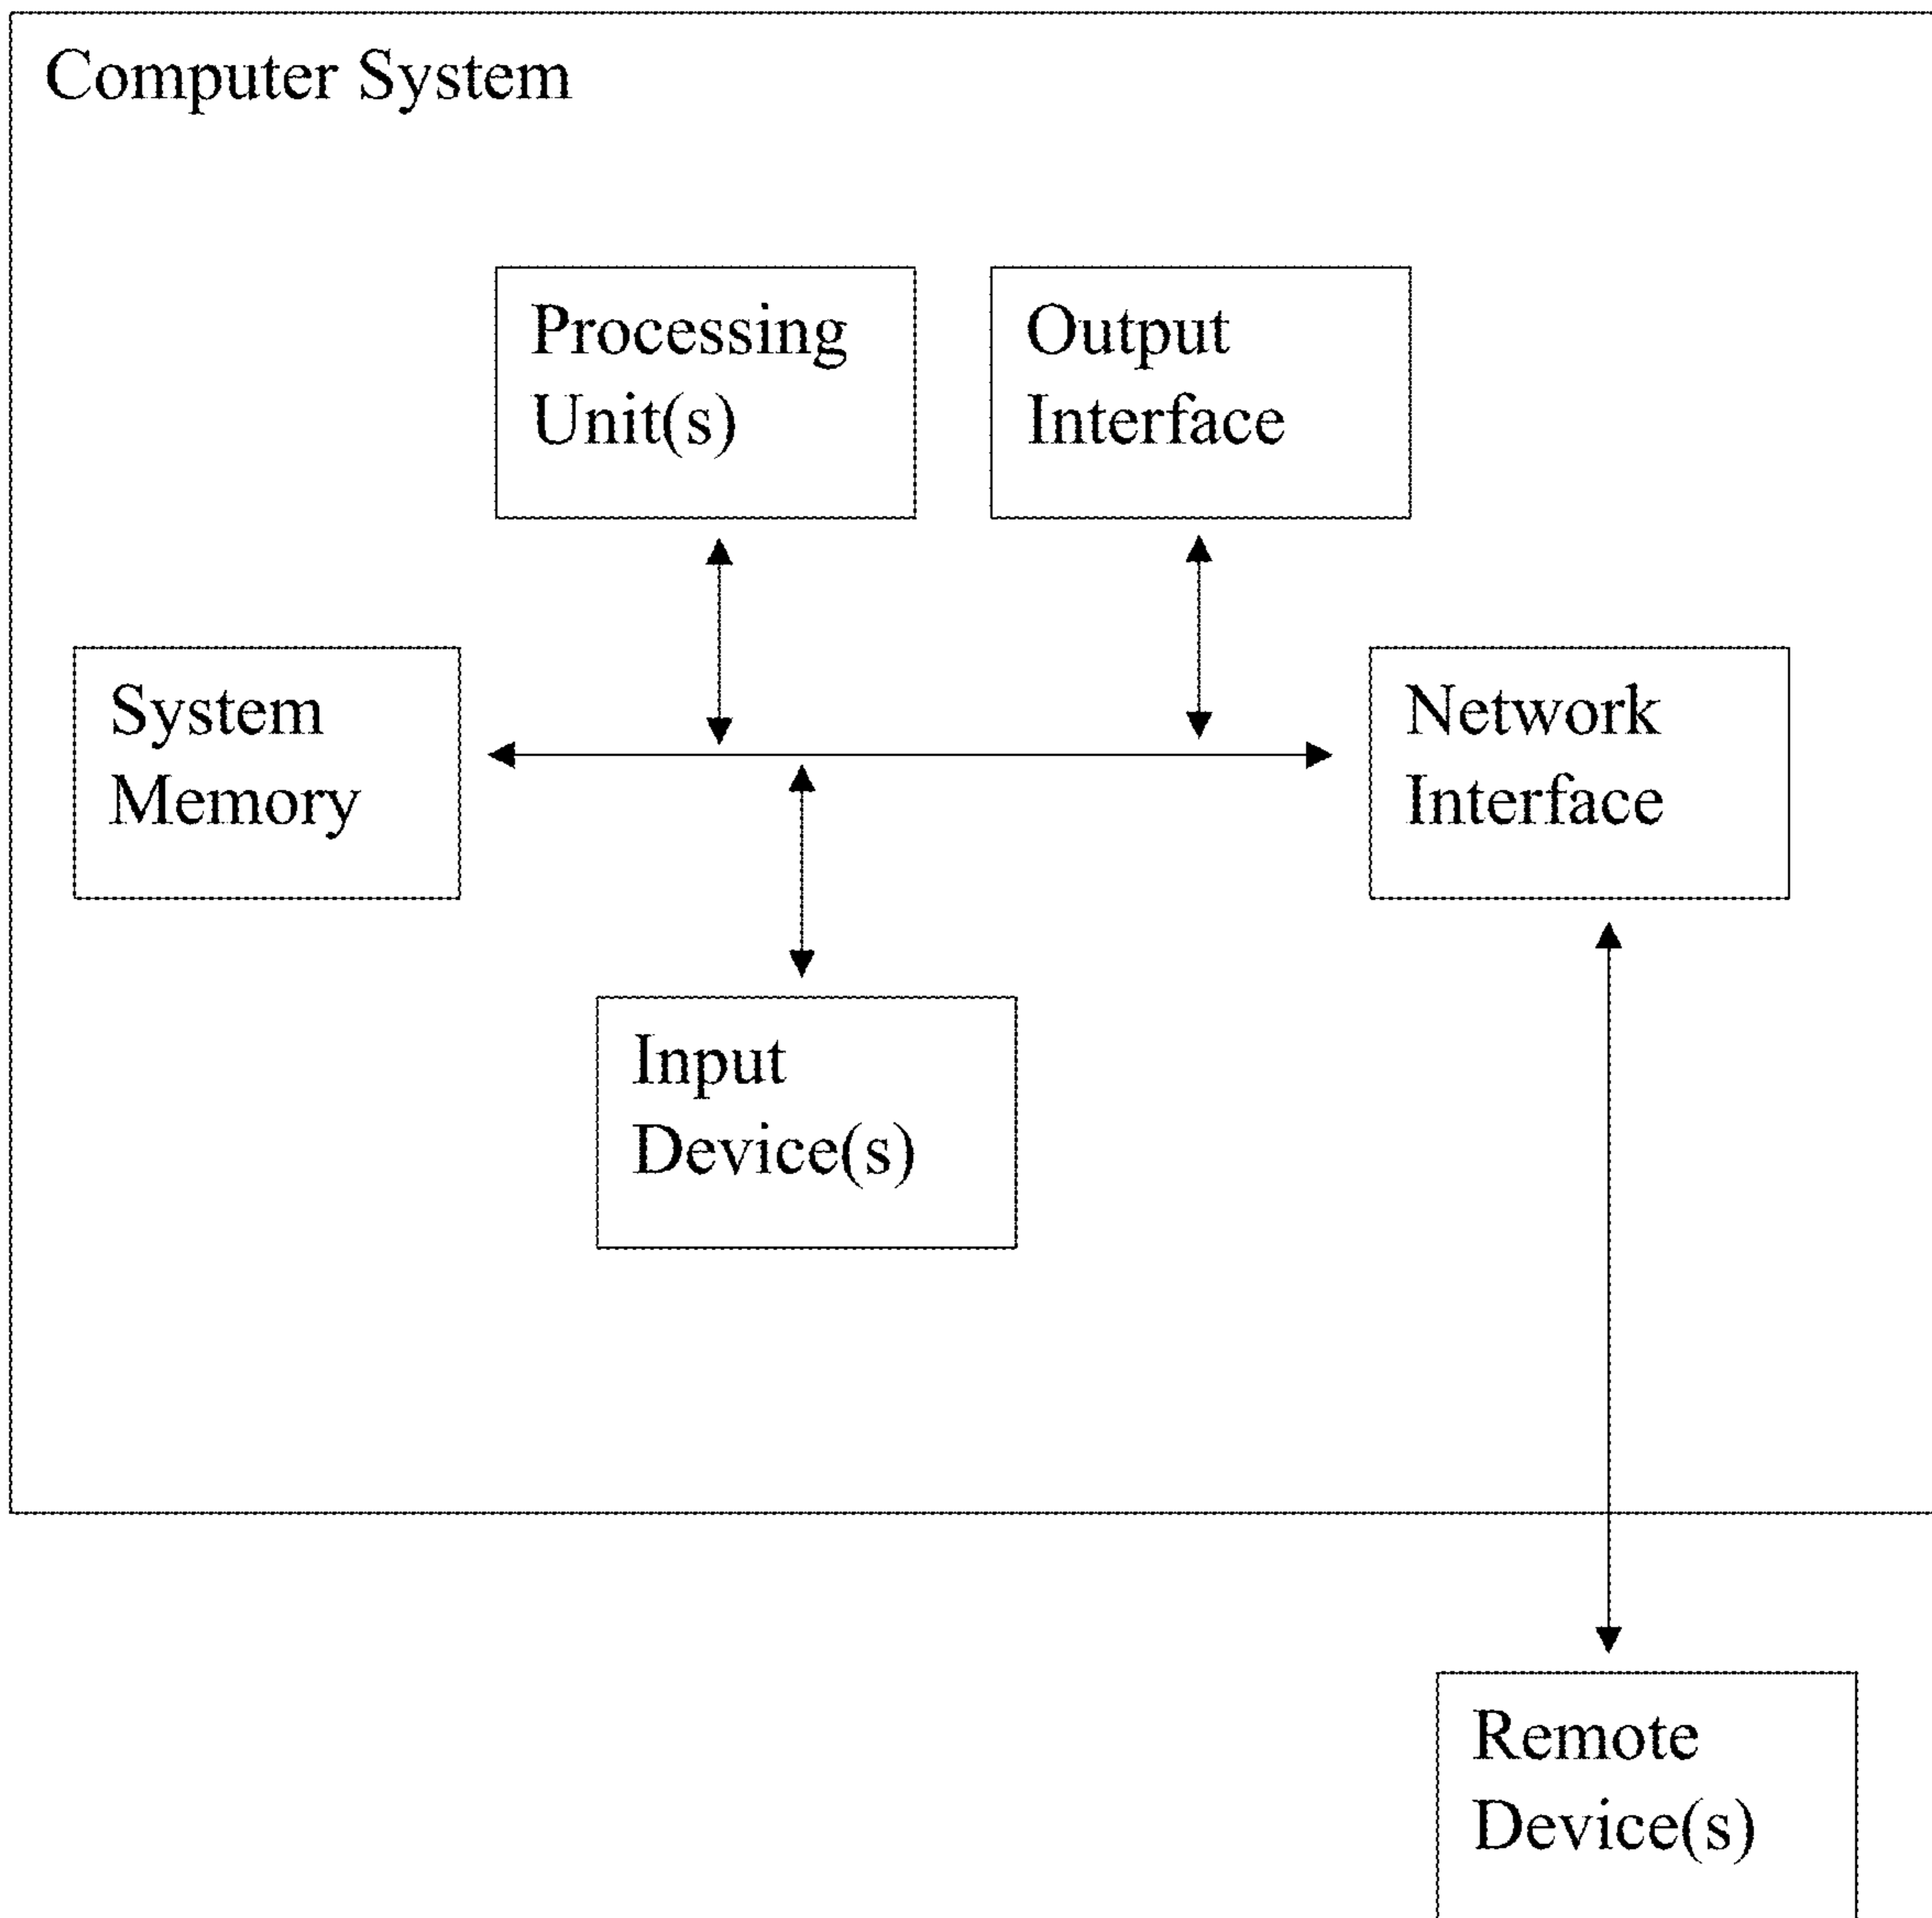 Computer System
Processing
Unit(s)
Output
Interface
System
Memory
Network
Interface
Input
Device(s)
Remote
Device(s)